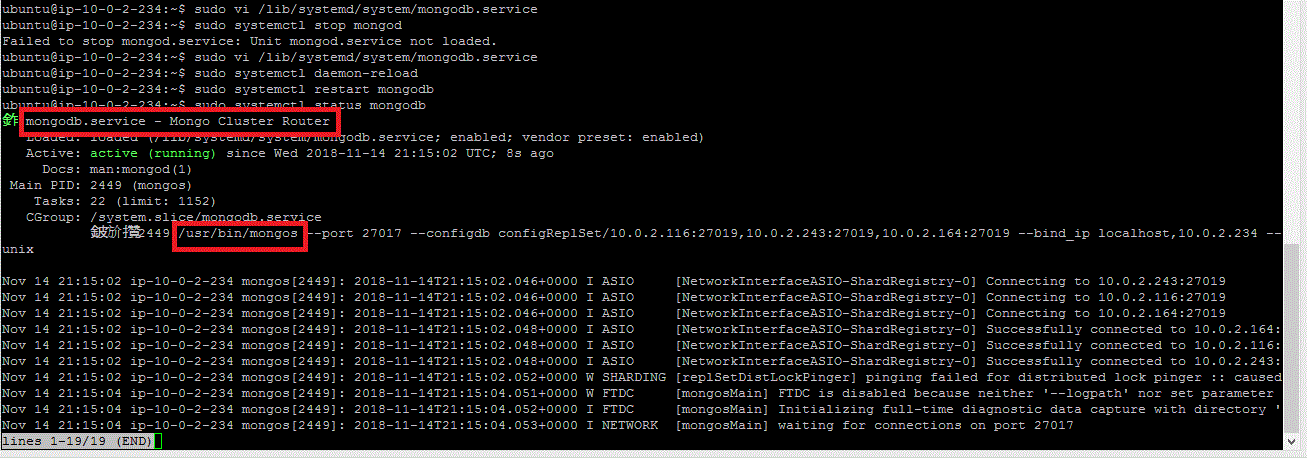 ubuntu@ip-10-0-2-234:~$ sudo vi /lib/systemd/system/mongodb.service
ubuntu@ip-10-0-2-234:~$ sudo systemctl stop mongod
Failed to stop mongod.service: Unit mongod.service not loaded.
ubuntu@ip-10-0-2-234:~$ sudo vi /lib/systemd/system/mongodb.service
ubuntu@ip-10-0-2-234:~$ sudo systemctl daemon-reload
ubuntu@ip-10-0-2-234:~$ sudo systemctl restart mongodb
ubuntu@ip-10-0-2-234:~$ sudo systemctl status mongodb
mongodb.service - Mongo Cluster Router
Loaded: loaded (/lib/systemd/system/mongodb.service; enabled; vendor preset: enabled)
Active: active (running) since Wed 2018-11-14 21:15:02 UTC; 8s ago
Docs: man:mongod(1)
Main PID: 2449 (mongos)
Tasks: 22 (limit: 1152)
CGroup: /system.slice/mongodb.service
2449 /usr/bin/mongos --port 27017 --configdb configReplSet/10.0.2.116:27019,10.0.2.243:27019,10.0.2.164:27019 --bind_ip localhost,10.0.2.234 --
unix
Nov 14 21:15:02 ip-10-0-2-234 mongos[2449]: 2018-11-14T21:15:02.046+0000 I ASIO [NetworkInterfaceASIO-ShardRegistry-0] Connecting to 10.0.2.243:27019
Nov 14 21:15:02 ip-10-0-2-234 mongos[2449]: 2018-11-14T21:15:02.046+0000 I ASIO [NetworkInterfaceASIO-ShardRegistry-0] Connecting to 10.0.2.116:27019
Nov 14 21:15:02 ip-10-0-2-234 mongos[2449]: 2018-11-14T21:15:02.046+0000 I ASIO [NetworkInterfaceASIO-ShardRegistry-0] Connecting to 10.0.2.164:27019
Nov 14 21:15:02 ip-10-0-2-234 mongos[2449]: 2018-11-14T21:15:02.048+0000 I ASIO [NetworkInterfaceASIO-ShardRegistry-0] Successfully connected to 10.0.2.164:
Nov 14 21:15:02 ip-10-0-2-234 mongos[2449]: 2018-11-14T21:15:02.048+0000 I ASIO [NetworkInterfaceASIO-ShardRegistry-0] Successfully connected to 10.0.2.116:
Nov 14 21:15:02 ip-10-0-2-234 mongos[2449]: 2018-11-14T21:15:02.048+0000 I ASIO [NetworkInterfaceASIO-ShardRegistry-0] Successfully connected to 10.0.2.243:
Nov 14 21:15:02 ip-10-0-2-234 mongos[2449]: 2018-11-14T21:15:02.052+0000 W SHARDING [replSetDistLockPinger] pinging failed for distributed lock pinger :: caused
Nov 14 21:15:04 ip-10-0-2-234 mongos[2449]: 2018-11-14T21:15:04.051+0000 W FTDC [mongosMain] FTDC is disabled because neither '--logpath' nor set parameter
Nov 14 21:15:04 ip-10-0-2-234 mongos[2449]: 2018-11-14T21:15:04.052+0000 I FTDC [mongosMain] Initializing full-time diagnostic data capture with directory '
Nov 14 21:15:04 ip-10-0-2-234 mongos[2449]: 2018-11-14T21:15:04.053+0000 I NETWORK [mongosMain] waiting for connections on port 27017
lines 1-19/19 (END)